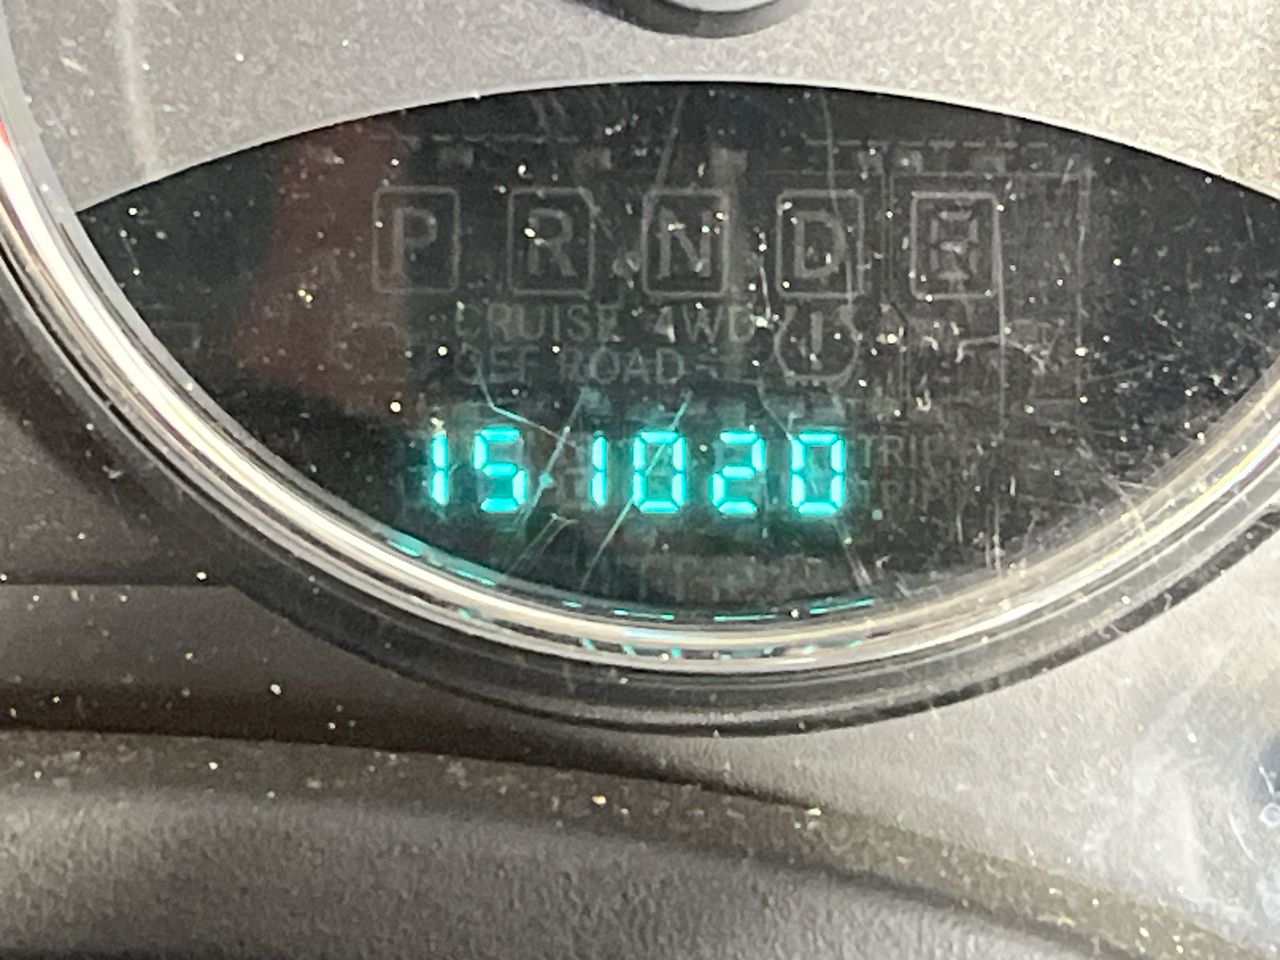 P R N D
CRUISE 4WD
OFF ROAD
151020